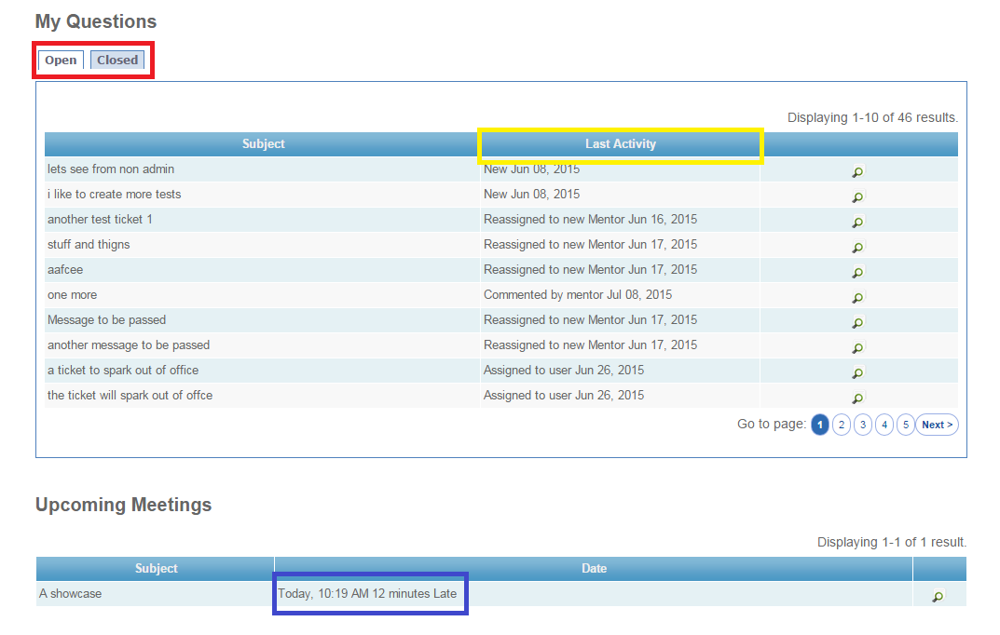 My Questions
Open Closed
Displaying 1-10 of 46 results.
Subject Last Activity
lets see from non admin New Jun 08, 2015
i like to create more tests New Jun 08, 2015
another test ticket 1 Reassigned to new Mentor Jun 16, 2015
stuff and thigns Reassigned to new Mentor Jun 17, 2015
aafcee Reassigned to new Mentor Jun 17, 2015
one more Commented by mentor Jul 08, 2015
Message to be passed Reassigned to new Mentor Jun 17, 2015
another message to be passed Reassigned to new Mentor Jun 17, 2015
a ticket to spark out of office Assigned to user Jun 26, 2015
the ticket will spark out of offce Assigned to user Jun 26, 2015
Go to page: 1 2 3 4 5 Next >
Upcoming Meetings
Displaying 1-1 of 1 result.
Subject Date
A showcase Today, 10:19 AM 12 minutes Late